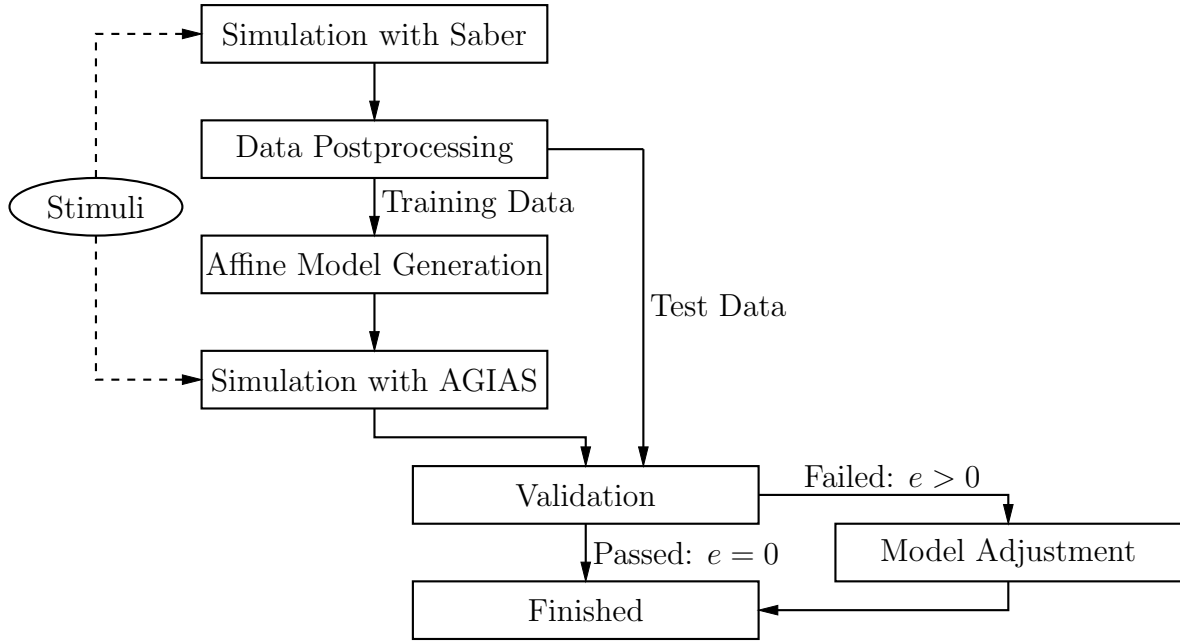 Simulation with Saber
Data Postprocessing
Stimuli
Training Data
Affine Model Generation
Test Data
Simulation with AGIAS
Failed: e > 0
Validation
Passed: e = 0
Model Adjustment
Finished